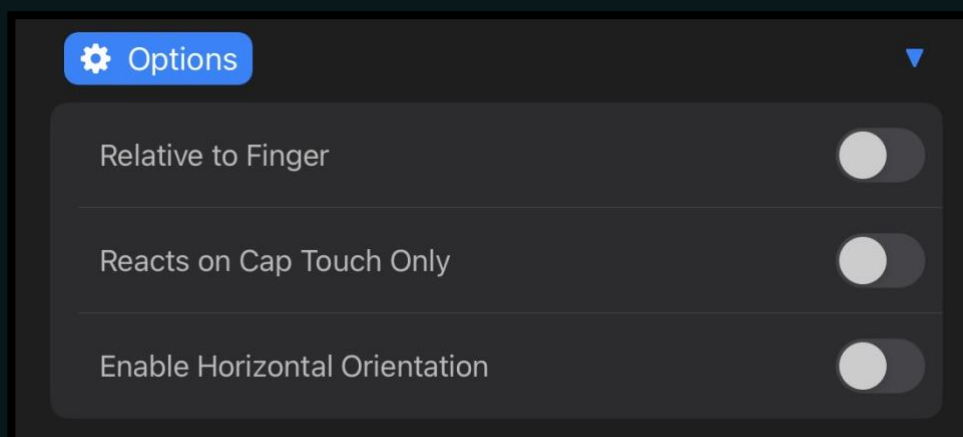 Options
Relative to Finger
Reacts on Cap Touch Only
Enable Horizontal Orientation